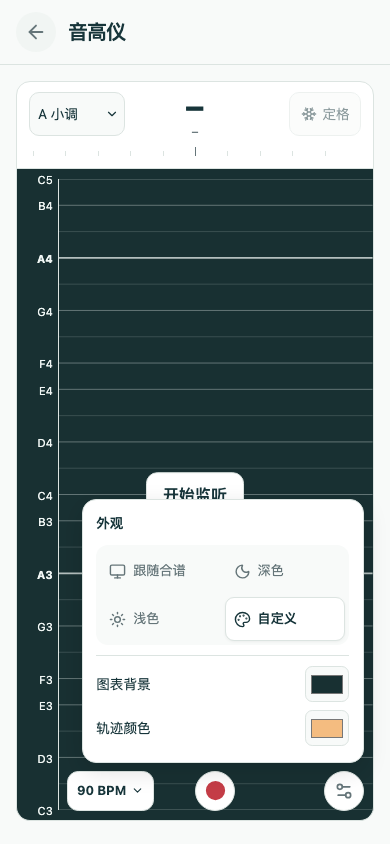 音高仪
A 小调
–
–
定格
C5
B4
A4
G4
F4
E4
D4
C4
开始监听
B3
外观
跟随合谱
深色
A3
浅色
自定义
G3
F3
图表背景
E3
轨迹颜色
D3
90 BPM
C3